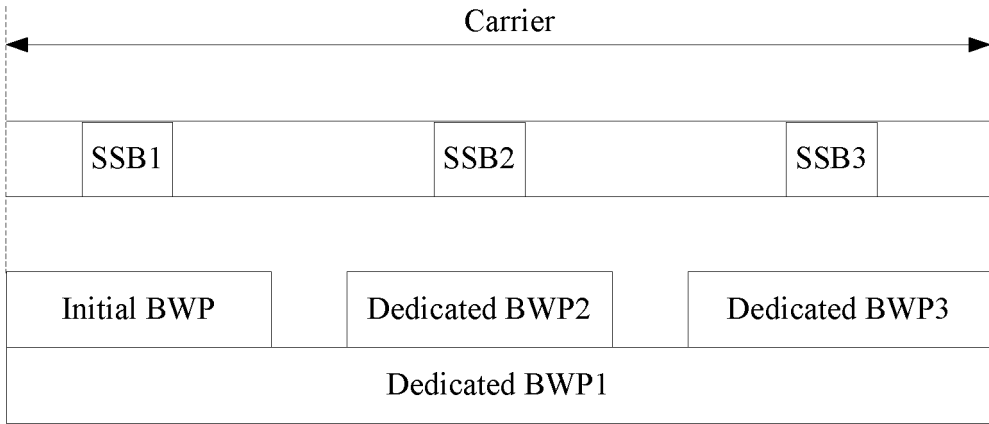 Carrier
SSB1
SSB2
SSB3
Initial BWP
Dedicated BWP2
Dedicated BWP3
Dedicated BWP1